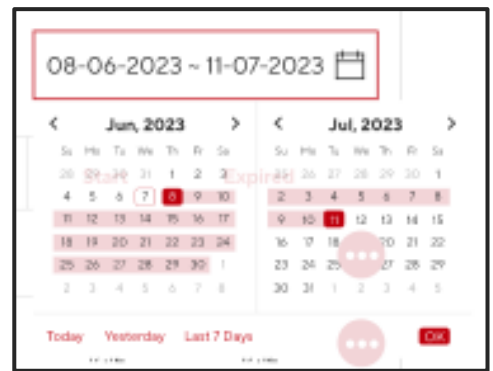 08-06-2023 ~ 11-07-2023
< Jun, 2023 > < Jul, 2023 >
Su Mo Tu We Th Fr Sa Su Mo Tu We Th Fr Sa
28 29 30 31 1 2 3 25 26 27 28 29 30 1
Start Expired
4 5 6 7 8 9 10 2 3 4 5 6 7 8
11 12 13 14 15 16 17 9 10 11 12 13 14 15
18 19 20 21 22 23 24 16 17 18 20 21 22
25 26 27 28 29 30 1 23 24 25 27 28 29
2 3 4 5 6 7 8 30 31 1 2 3 4 5
Today Yesterday Last 7 Days OK